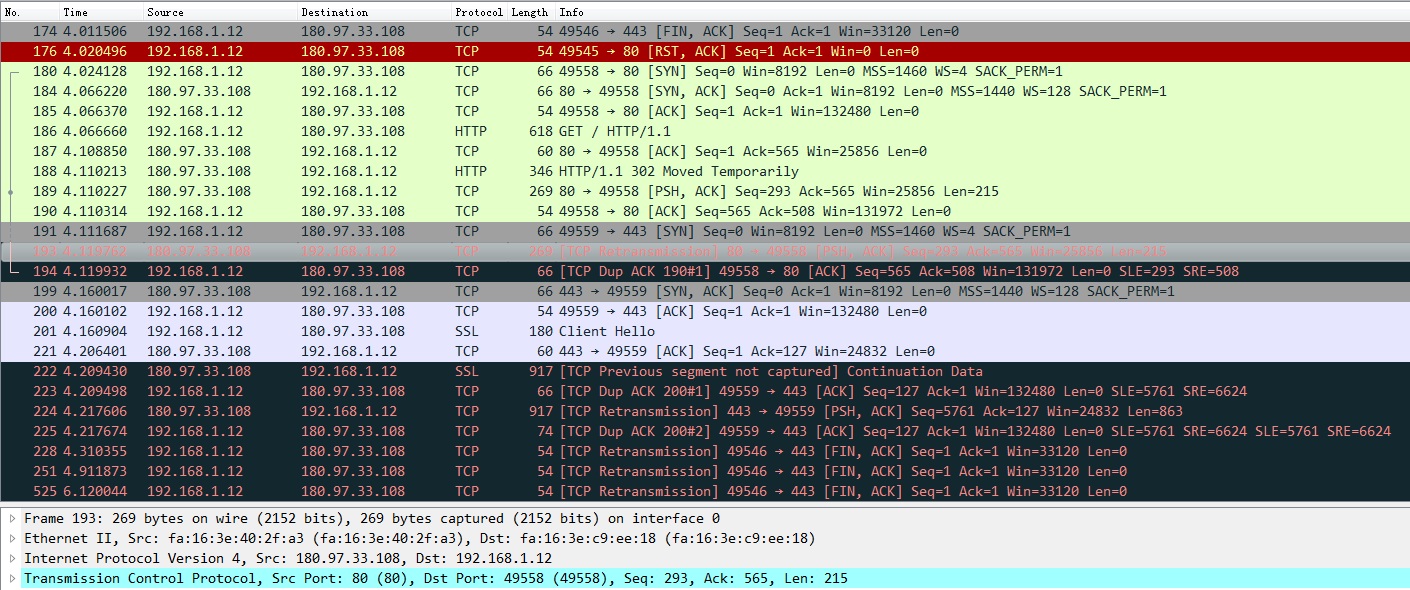 No. Time Source Destination Protocol Length Info
174 4.011506 192.168.1.12 180.97.33.108 TCP 54 49546 → 443 [FIN, ACK] Seq=1 Ack=1 Win=33120 Len=0
176 4.020496 192.168.1.12 180.97.33.108 TCP 54 49545 → 80 [RST, ACK] Seq=1 Ack=1 Win=0 Len=0
180 4.024128 192.168.1.12 180.97.33.108 TCP 66 49558 → 80 [SYN] Seq=0 Win=8192 Len=0 MSS=1460 WS=4 SACK_PERM=1
184 4.066220 180.97.33.108 192.168.1.12 TCP 66 80 → 49558 [SYN, ACK] Seq=0 Ack=1 Win=8192 Len=0 MSS=1440 WS=128 SACK_PERM=1
185 4.066370 192.168.1.12 180.97.33.108 TCP 54 49558 → 80 [ACK] Seq=1 Ack=1 Win=132480 Len=0
186 4.066660 192.168.1.12 180.97.33.108 HTTP 618 GET / HTTP/1.1
187 4.108850 180.97.33.108 192.168.1.12 TCP 60 80 → 49558 [ACK] Seq=1 Ack=565 Win=25856 Len=0
188 4.110213 180.97.33.108 192.168.1.12 HTTP 346 HTTP/1.1 302 Moved Temporarily
189 4.110227 180.97.33.108 192.168.1.12 TCP 269 80 → 49558 [PSH, ACK] Seq=293 Ack=565 Win=25856 Len=215
190 4.110314 192.168.1.12 180.97.33.108 TCP 54 49558 → 80 [ACK] Seq=565 Ack=508 Win=131972 Len=0
191 4.111687 192.168.1.12 180.97.33.108 TCP 66 49559 → 443 [SYN] Seq=0 Win=8192 Len=0 MSS=1460 WS=4 SACK_PERM=1
193 4.119762 180.97.33.108 192.168.1.12 TCP 269 [TCP Retransmission] 80 → 49558 [PSH, ACK] Seq=293 Ack=565 Win=25856 Len=215
194 4.119932 192.168.1.12 180.97.33.108 TCP 66 [TCP Dup ACK 190#1] 49558 → 80 [ACK] Seq=565 Ack=508 Win=131972 Len=0 SLE=293 SRE=508
199 4.160017 180.97.33.108 192.168.1.12 TCP 66 443 → 49559 [SYN, ACK] Seq=0 Ack=1 Win=8192 Len=0 MSS=1440 WS=128 SACK_PERM=1
200 4.160102 192.168.1.12 180.97.33.108 TCP 54 49559 → 443 [ACK] Seq=1 Ack=1 Win=132480 Len=0
201 4.160904 192.168.1.12 180.97.33.108 SSL 180 Client Hello
221 4.206401 180.97.33.108 192.168.1.12 TCP 60 443 → 49559 [ACK] Seq=1 Ack=127 Win=24832 Len=0
222 4.209430 180.97.33.108 192.168.1.12 SSL 917 [TCP Previous segment not captured] Continuation Data
223 4.209498 192.168.1.12 180.97.33.108 TCP 66 [TCP Dup ACK 200#1] 49559 → 443 [ACK] Seq=127 Ack=1 Win=132480 Len=0 SLE=5761 SRE=6624
224 4.217606 180.97.33.108 192.168.1.12 TCP 917 [TCP Retransmission] 443 → 49559 [PSH, ACK] Seq=5761 Ack=127 Win=24832 Len=863
225 4.217674 192.168.1.12 180.97.33.108 TCP 74 [TCP Dup ACK 200#2] 49559 → 443 [ACK] Seq=127 Ack=1 Win=132480 Len=0 SLE=5761 SRE=6624 SLE=5761 SRE=6624
228 4.310355 192.168.1.12 180.97.33.108 TCP 54 [TCP Retransmission] 49546 → 443 [FIN, ACK] Seq=1 Ack=1 Win=33120 Len=0
251 4.911873 192.168.1.12 180.97.33.108 TCP 54 [TCP Retransmission] 49546 → 443 [FIN, ACK] Seq=1 Ack=1 Win=33120 Len=0
525 6.120044 192.168.1.12 180.97.33.108 TCP 54 [TCP Retransmission] 49546 → 443 [FIN, ACK] Seq=1 Ack=1 Win=33120 Len=0
Frame 193: 269 bytes on wire (2152 bits), 269 bytes captured (2152 bits) on interface 0
Ethernet II, Src: fa:16:3e:40:2f:a3 (fa:16:3e:40:2f:a3), Dst: fa:16:3e:c9:ee:18 (fa:16:3e:c9:ee:18)
Internet Protocol Version 4, Src: 180.97.33.108, Dst: 192.168.1.12
Transmission Control Protocol, Src Port: 80 (80), Dst Port: 49558 (49558), Seq: 293, Ack: 565, Len: 215